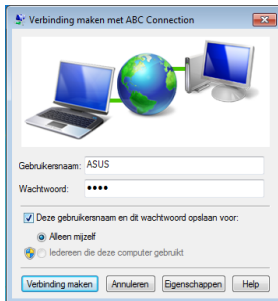 Verbinding maken met ABC Connection
Gebruikersnaam: ASUS
Wachtwoord: ••••
Deze gebruikersnaam en dit wachtwoord opslaan voor:
Alleen mijzelf
Iedereen die deze computer gebruikt
Verbinding maken Annuleren Eigenschappen Help